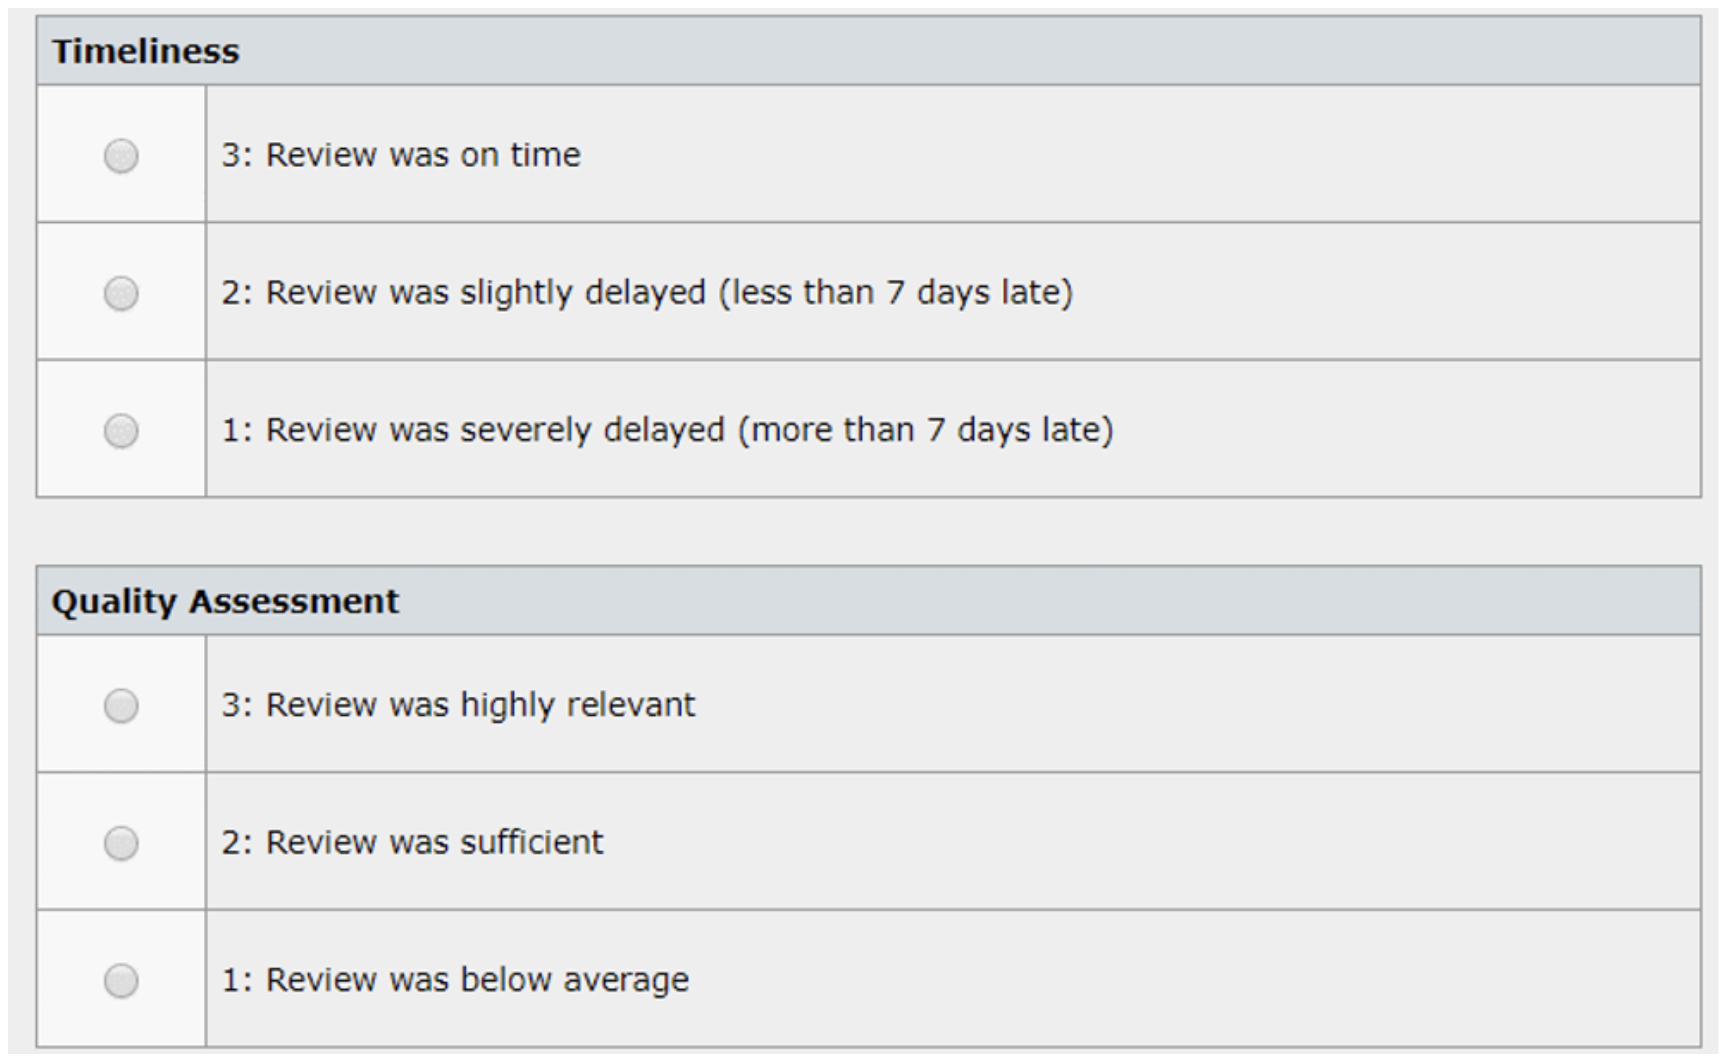 Timeliness
3: Review was on time
2: Review was slightly delayed (less than 7 days late)
1: Review was severely delayed (more than 7 days late)
Quality Assessment
3: Review was highly relevant
2: Review was sufficient
1: Review was below average